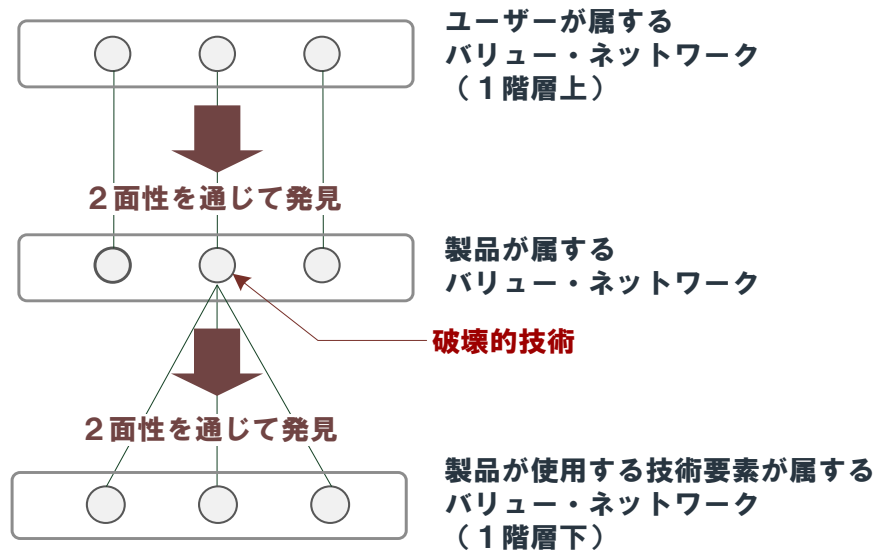 ユーザーが属する
バリュー・ネットワーク
（１階層上）
２面性を通じて発見
製品が属する
バリュー・ネットワーク
破壊的技術
２面性を通じて発見
製品が使用する技術要素が属する
バリュー・ネットワーク
（１階層下）